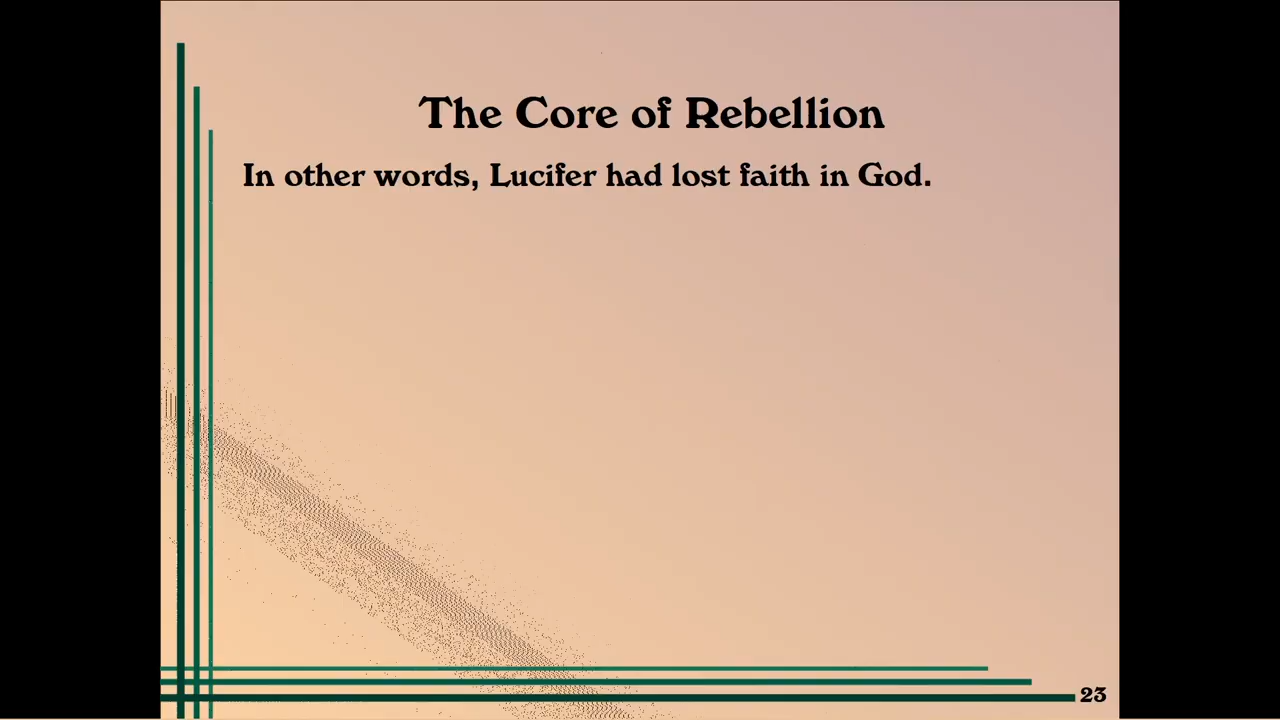 The Core of Rebellion
In other words, Lucifer had lost faith in God.
23